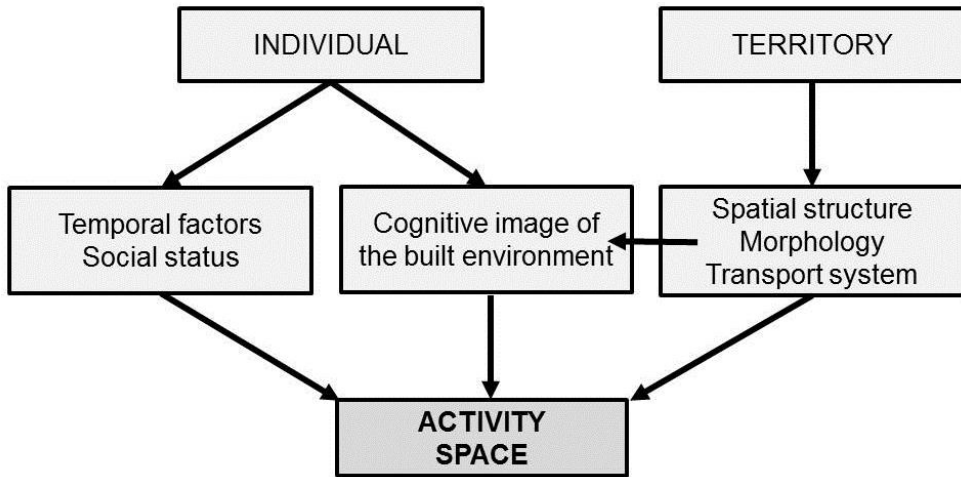 INDIVIDUAL
TERRITORY
Temporal factors
Social status
Cognitive image of
the built environment
Spatial structure
Morphology
Transport system
ACTIVITY
SPACE